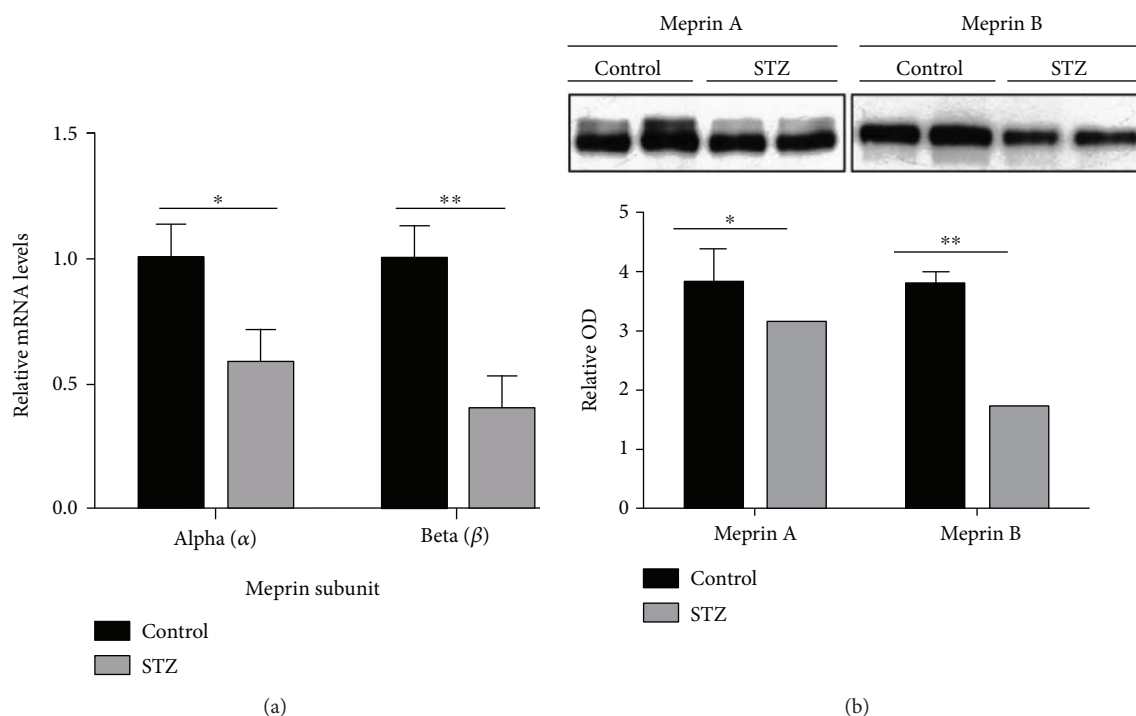 1.5
1.0
0.5
0.0
Relative mRNA levels
*
**
Alpha (α)
Beta (β)
Meprin subunit
Control
STZ
(a)
Meprin A
Meprin B
Control
STZ
Control
STZ
5
4
3
2
1
0
Relative OD
*
**
Meprin A
Meprin B
Control
STZ
(b)